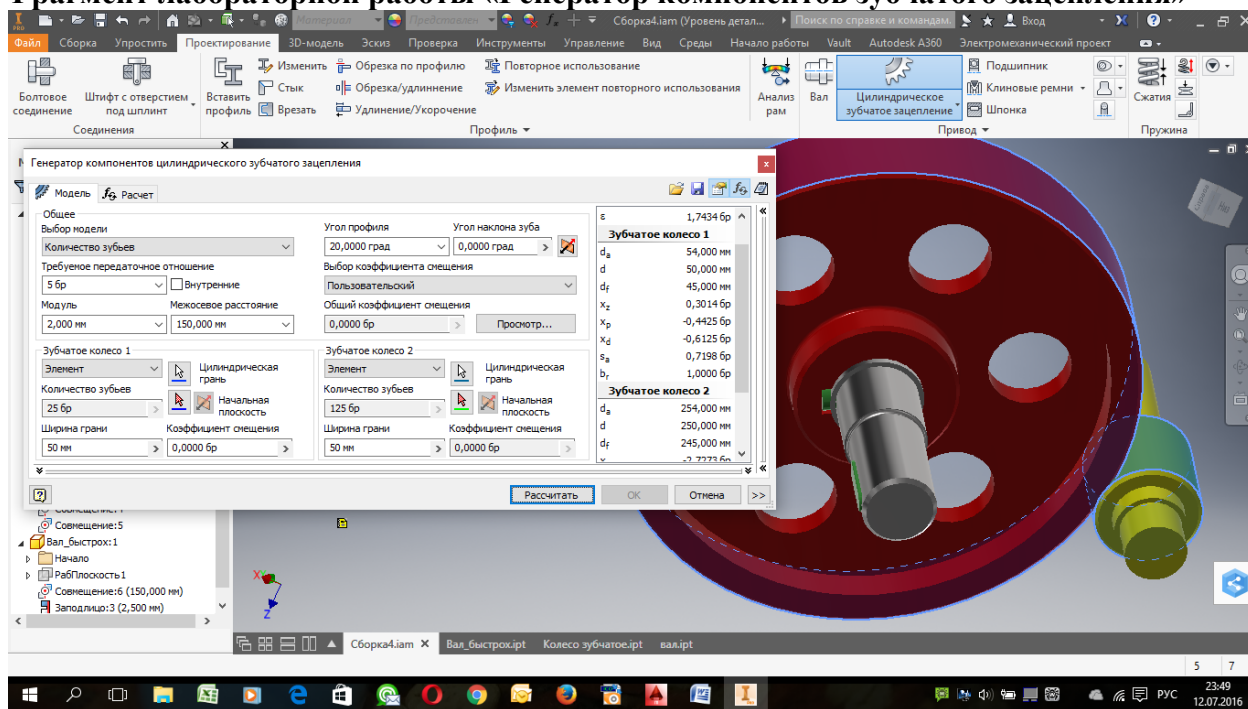 Фрагмент лабораторной работы «Генератор компонентов зубчатого зацепления»
PRO
Материал
Представлен
Сборка4.iam (Уровень детал...
Поиск по справке и командам.
Вход
Файл Сборка Упростить Проектирование 3D-модель Эскиз Проверка Инструменты Управление Вид Среды Начало работы Vault Autodesk A360 Электромеханический проект
Болтовое соединение
Штифт с отверстием под шплинт
Соединения
Вставить профиль
Изменить
Стык
Врезать
Обрезка по профилю
Обрезка/удлиннение
Удлинение/Укорочение
Повторное использование
Изменить элемент повторного использования
Профиль
Анализ рам
Вал
Цилиндрическое зубчатое зацепление
Подшипник
Клиновые ремни
Шпонка
Привод
Сжатия
Пружина
Генератор компонентов цилиндрического зубчатого зацепления
Модель
Расчет
Общее
Выбор модели
Количество зубьев
Требуемое передаточное отношение
5 бр
Внутренние
Модуль
Межосевое расстояние
2,000 мм
150,000 мм
Угол профиля
Угол наклона зуба
20,0000 град
0,0000 град
Выбор коэффициента смещения
Пользовательский
Общий коэффициент смещения
0,0000 бр
Просмотр...
Зубчатое колесо 1
Элемент
Цилиндрическая грань
Количество зубьев
Начальная плоскость
25 бр
Ширина грани
Коэффициент смещения
50 мм
0,0000 бр
Зубчатое колесо 2
Элемент
Цилиндрическая грань
Количество зубьев
Начальная плоскость
125 бр
Ширина грани
Коэффициент смещения
50 мм
0,0000 бр
ε 1,7434 бр
Зубчатое колесо 1
da 54,000 мм
d 50,000 мм
df 45,000 мм
xz 0,3014 бр
xp -0,4425 бр
xd -0,6125 бр
sa 0,7198 бр
br 1,0000 бр
Зубчатое колесо 2
da 254,000 мм
d 250,000 мм
df 245,000 мм
-2,7273 бр
Рассчитать
OK
Отмена
>>
Совмещение:5
Вал_быстрох:1
Начало
РабПлоскость1
Совмещение:6 (150,000 мм)
Заподлицо:3 (2,500 мм)
X
Z
Сборка4.iam
Вал_быстрох.ipt
Колесо зубчатое.ipt
вал.ipt
5 7
РУС
23:49
12.07.2016